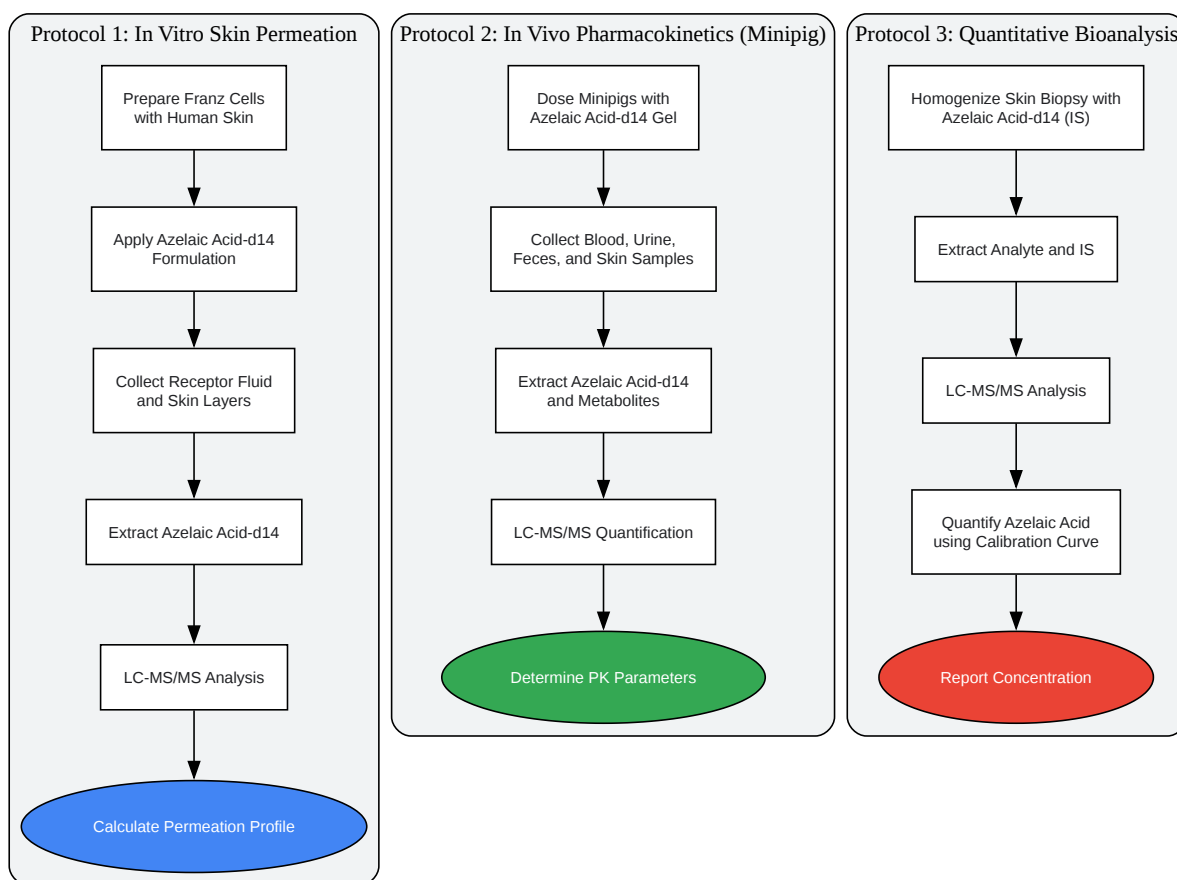 Protocol 1: In Vitro Skin Permeation
Prepare Franz Cells
with Human Skin
Apply Azelaic Acid-d14
Formulation
Collect Receptor Fluid
and Skin Layers
Extract Azelaic Acid-d14
LC-MS/MS Analysis
Calculate Permeation Profile
Protocol 2: In Vivo Pharmacokinetics (Minipig)
Dose Minipigs with
Azelaic Acid-d14 Gel
Collect Blood, Urine,
Feces, and Skin Samples
Extract Azelaic Acid-d14
and Metabolites
LC-MS/MS Quantification
Determine PK Parameters
Protocol 3: Quantitative Bioanalysis
Homogenize Skin Biopsy with
Azelaic Acid-d14 (IS)
Extract Analyte and IS
LC-MS/MS Analysis
Quantify Azelaic Acid
using Calibration Curve
Report Concentration